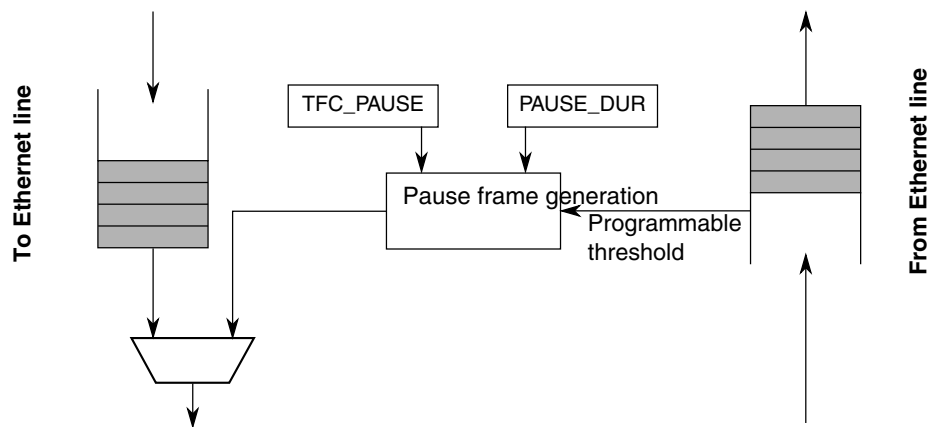 To Ethernet line
TFC_PAUSE
PAUSE_DUR
Pause frame generation
Programmable
threshold
From Ethernet line